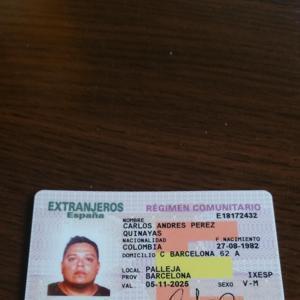 EXTRANJEROS RÉGIMEN COMUNITARIO
España
NOMBRE E18172432
CARLOS ANDRES PEREZ
QUINAYAS
NACIONALIDAD F NACIMIENTO
COLOMBIA 27-08-1982
DOMICILIO C BARCELONA 62 A
LOCAL PALLEJA
PROV BARCELONA IXESP
VAL. 05-11-2025 SEXO V-M